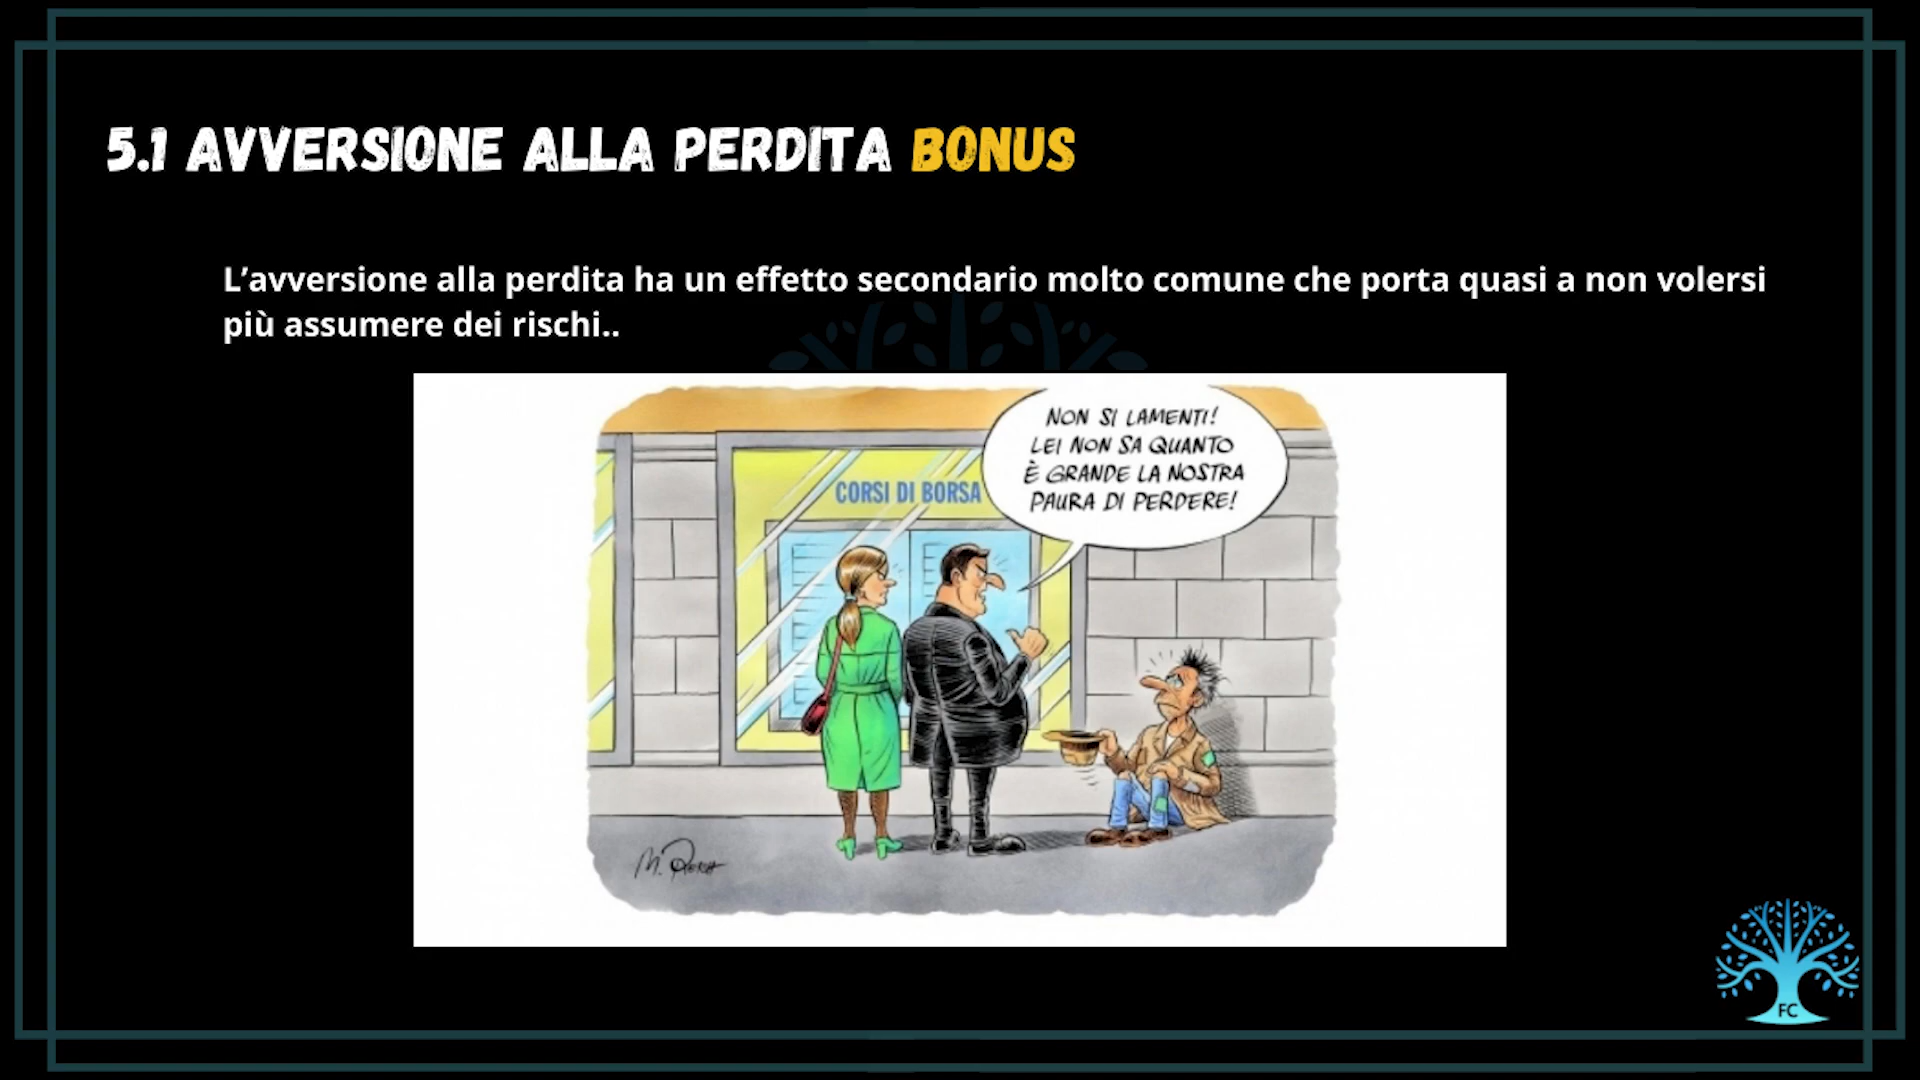 5.1 AVVERSIONE ALLA PERDITA BONUS
L’avversione alla perdita ha un effetto secondario molto comune che porta quasi a non volersi
più assumere dei rischi..
NON SI LAMENTI!
LEI NON SA QUANTO
È GRANDE LA NOSTRA
PAURA DI PERDERE!
CORSI DI BORSA
FC